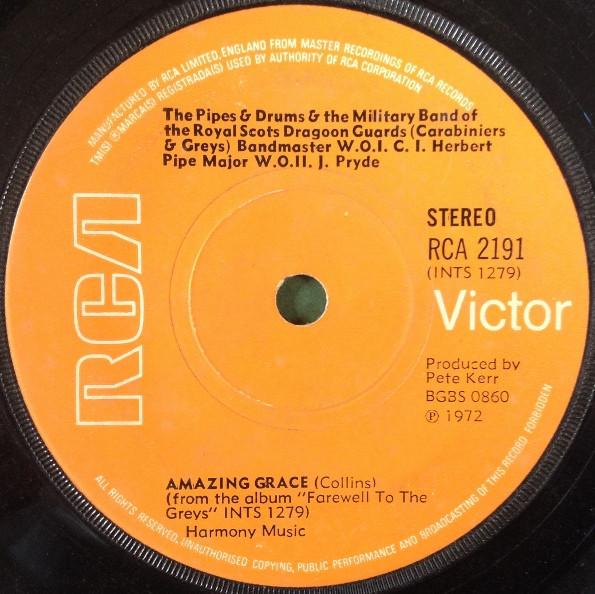 MANUFACTURED BY RCA LIMITED, ENGLAND FROM MASTER RECORDINGS OF RCA RECORDS
TM(S) ® MARCA(S) REGISTRADA(S) USED BY AUTHORITY OF RCA CORPORATION
The Pipes & Drums & the Military Band of
the Royal Scots Dragoon Guards (Carabiniers
& Greys) Bandmaster W.O.I. C. I. Herbert
Pipe Major W.O.II. J. Pryde
RCA
STEREO
RCA 2191
(INTS 1279)
Victor
Produced by
Pete Kerr
BGBS 0860
℗ 1972
AMAZING GRACE (Collins)
(from the album "Farewell To The
Greys" INTS 1279)
Harmony Music
ALL RIGHTS RESERVED, UNAUTHORISED COPYING, PUBLIC PERFORMANCE AND BROADCASTING OF THIS RECORD FORBIDDEN